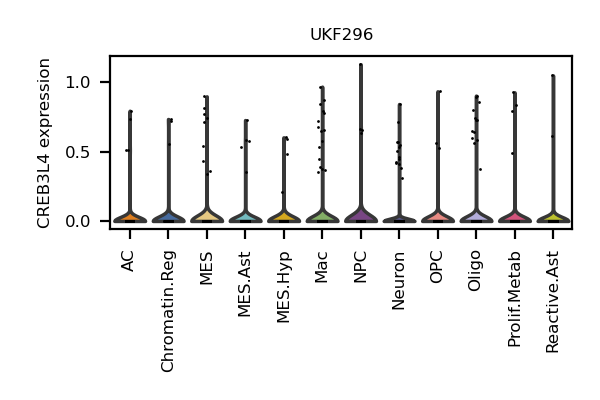 UKF296
CREB3L4 expression
1.0
0.5
0.0
AC
Chromatin.Reg
MES
MES.Ast
MES.Hyp
Mac
NPC
Neuron
OPC
Oligo
Prolif.Metab
Reactive.Ast